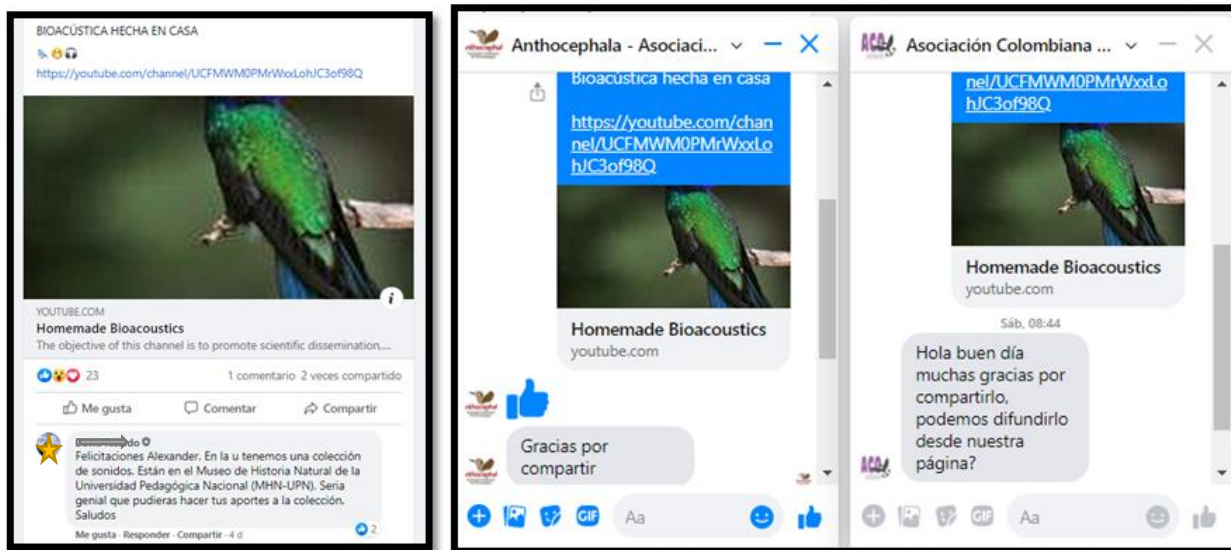 BIOACÚSTICA HECHA EN CASA
https://youtube.com/channel/UCFMWM0PMrWxxLohJC3of98Q
YOUTUBE.COM
Homemade Bioacoustics
The objective of this channel is to promote scientific dissemination,...
23
1 comentario 2 veces compartido
Me gusta Comentar Compartir
Felicitaciones Alexander. En la u tenemos una colección
de sonidos. Están en el Museo de Historia Natural de la
Universidad Pedagógica Nacional (MHN-UPN). Seria
genial que pudieras hacer tus aportes a la colección.
Saludos
2
Me gusta · Responder · Compartir · 4 d
Anthocephala - Asociaci...
Bioacústica hecha en casa
https://youtube.com/chan
nel/UCFMWM0PMrWxxLo
hJC3of98Q
Homemade Bioacoustics
youtube.com
Gracias por
compartir
GIF
Aa
Asociación Colombiana ...
nel/UCFMWM0PMrWxxLo
hJC3of98Q
Homemade Bioacoustics
youtube.com
Sáb, 08:44
Hola buen día
muchas gracias por
compartirlo,
podemos difundirlo
desde nuestra
página?
GIF
Aa